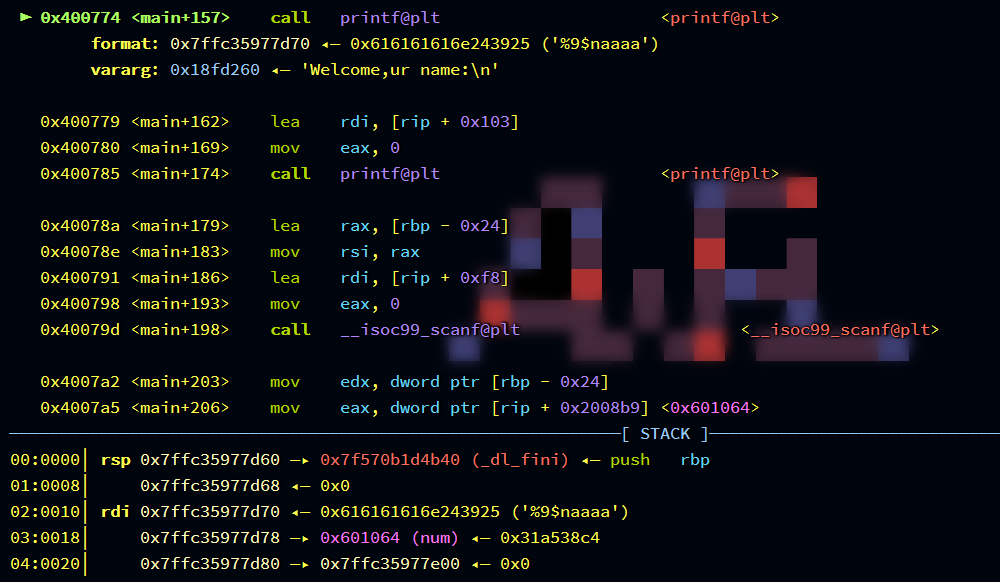 ► 0x400774 <main+157> call printf@plt <printf@plt>
format: 0x7ffc35977d70 ◂— 0x616161616e243925 ('%9$naaaa')
vararg: 0x18fd260 ◂— 'Welcome,ur name:\n'
0x400779 <main+162> lea rdi, [rip + 0x103]
0x400780 <main+169> mov eax, 0
0x400785 <main+174> call printf@plt <printf@plt>
0x40078a <main+179> lea rax, [rbp - 0x24]
0x40078e <main+183> mov rsi, rax
0x400791 <main+186> lea rdi, [rip + 0xf8]
0x400798 <main+193> mov eax, 0
0x40079d <main+198> call __isoc99_scanf@plt <__isoc99_scanf@plt>
0x4007a2 <main+203> mov edx, dword ptr [rbp - 0x24]
0x4007a5 <main+206> mov eax, dword ptr [rip + 0x2008b9] <0x601064>
[ STACK ]
00:0000│ rsp 0x7ffc35977d60 —▸ 0x7f570b1d4b40 (_dl_fini) ◂— push rbp
01:0008│ 0x7ffc35977d68 ◂— 0x0
02:0010│ rdi 0x7ffc35977d70 ◂— 0x616161616e243925 ('%9$naaaa')
03:0018│ 0x7ffc35977d78 —▸ 0x601064 (num) ◂— 0x31a538c4
04:0020│ 0x7ffc35977d80 —▸ 0x7ffc35977e00 ◂— 0x0